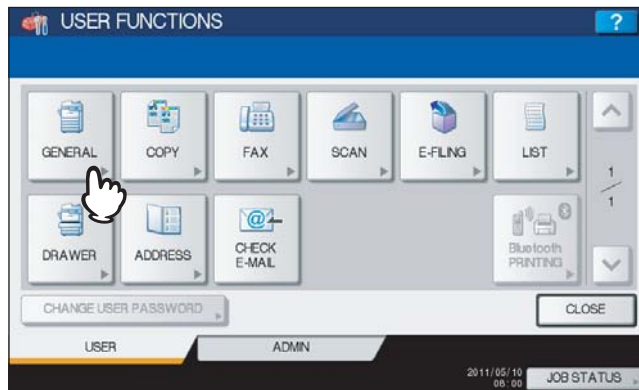 USER FUNCTIONS
?
GENERAL
COPY
FAX
SCAN
E-FILING
LIST
1
1
DRAWER
ADDRESS
@
CHECK
E-MAIL
Bluetooth
PRINTING
CHANGE USER PASSWORD
CLOSE
USER
ADMIN
2011/05/10
08:00
JOB STATUS